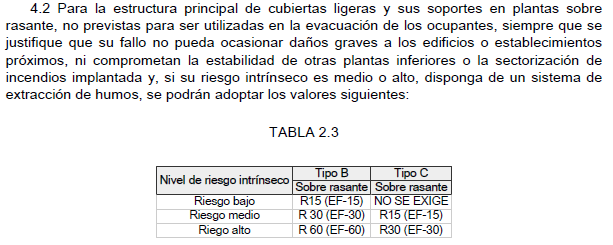 4.2 Para la estructura principal de cubiertas ligeras y sus soportes en plantas sobre
rasante, no previstas para ser utilizadas en la evacuación de los ocupantes, siempre que se
justifique que su fallo no pueda ocasionar daños graves a los edificios o establecimientos
próximos, ni comprometan la estabilidad de otras plantas inferiores o la sectorización de
incendios implantada y, si su riesgo intrínseco es medio o alto, disponga de un sistema de
extracción de humos, se podrán adoptar los valores siguientes:
TABLA 2.3
Nivel de riesgo intrínseco Tipo B Tipo C
Sobre rasante Sobre rasante
Riesgo bajo R15 (EF-15) NO SE EXIGE
Riesgo medio R 30 (EF-30) R15 (EF-15)
Riego alto R 60 (EF-60) R30 (EF-30)